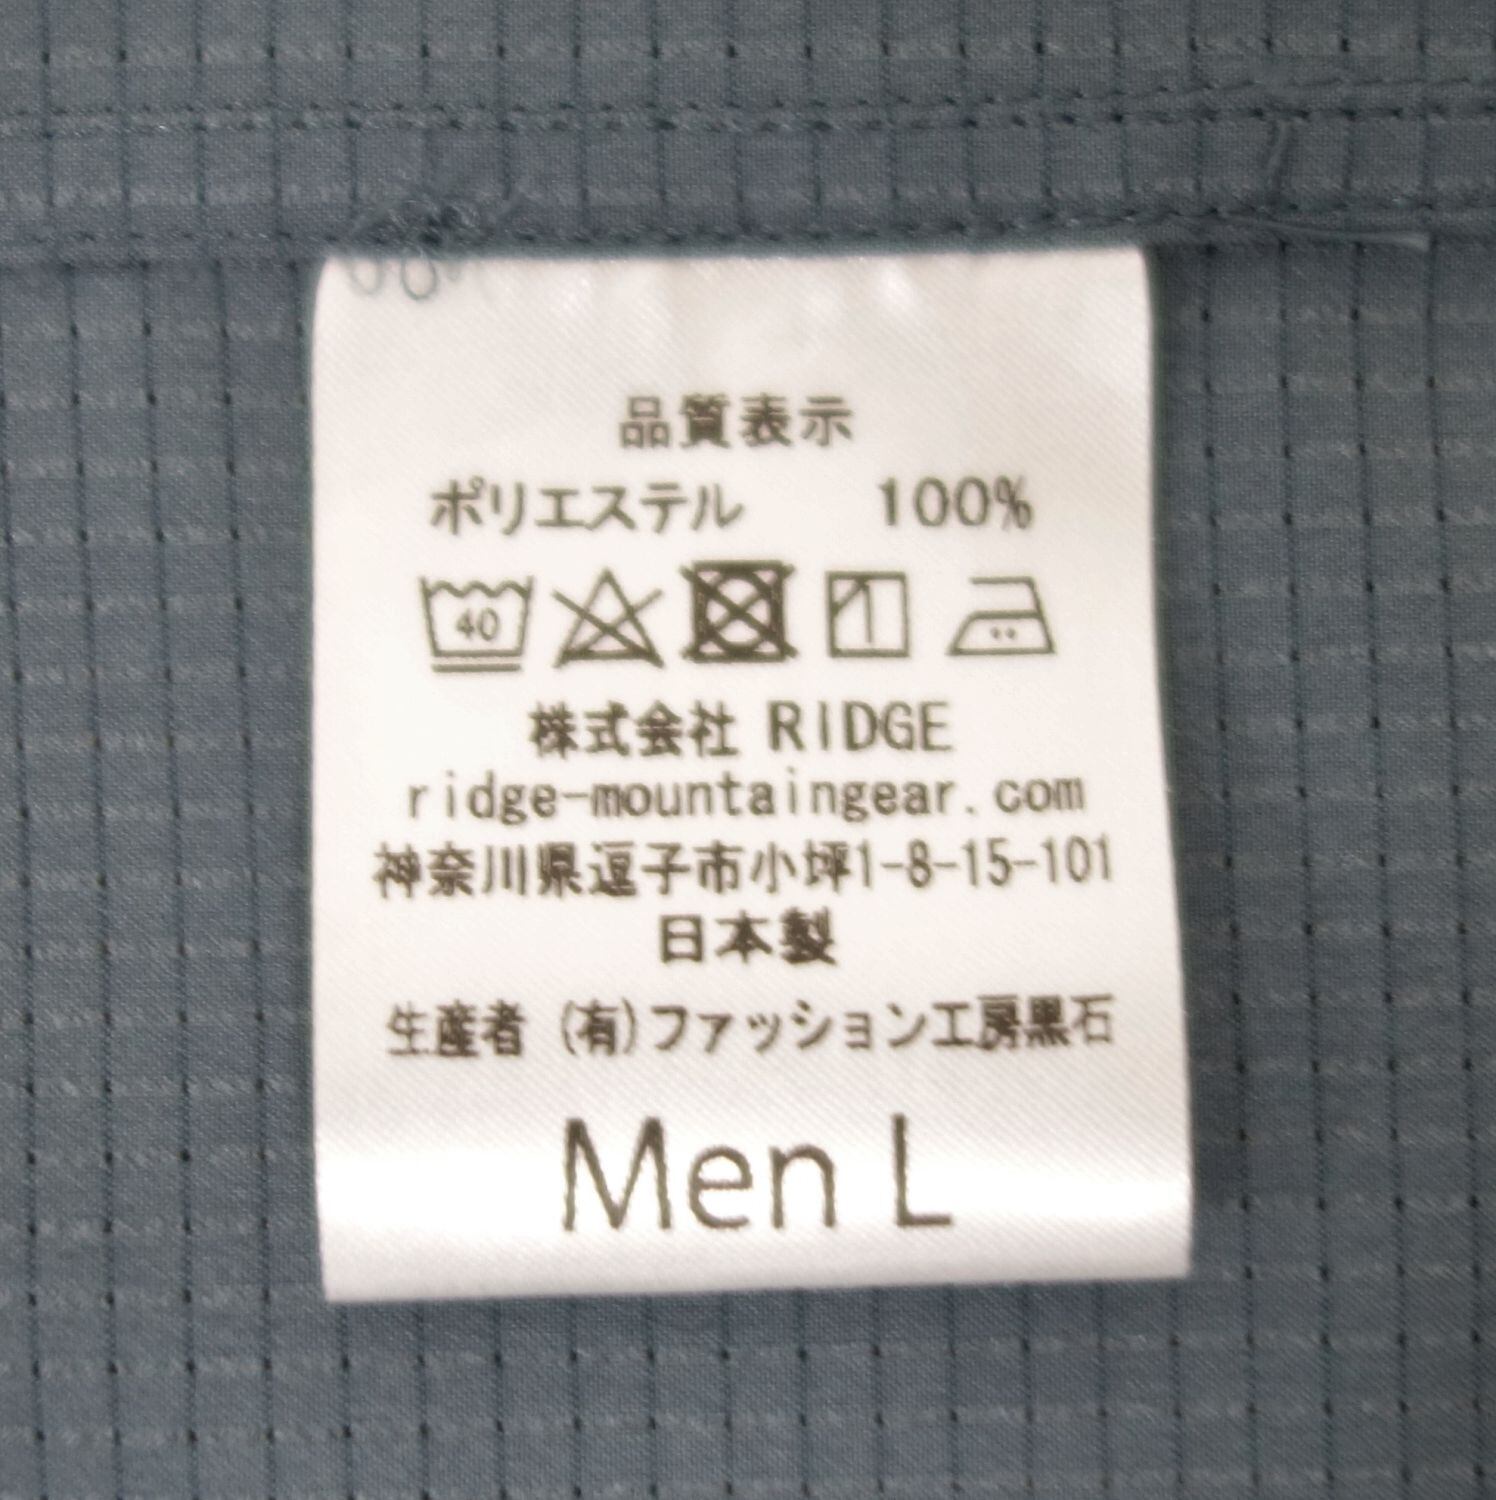 品質表示
ポリエステル 100%
40
株式会社 RIDGE
ridge-mountaingear.com
神奈川県逗子市小坪1-8-15-101
日本製
生産者 (有)ファッション工房黒石
Men L